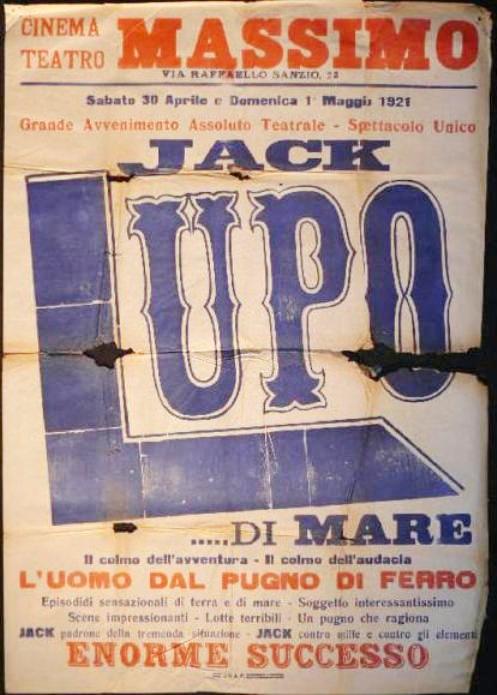 CINEMA TEATRO MASSIMO
VIA RAFFAELLO SANZIO, 23
Sabato 30 Aprile e Domenica 1° Maggio 1921
Grande Avvenimento Assoluto Teatrale - Spettacolo Unico
JACK
LUPO
.....DI MARE
Il colmo dell'avventura - Il colmo dell'audacia
L'UOMO DAL PUGNO DI FERRO
Episodidi sensazionali di terra e di mare - Soggetto interessantissimo
Scene impressionanti - Lotte terribili - Un pugno che ragiona
JACK padrone della tremenda situazione - JACK contro mille e contro gli elementi
ENORME SUCCESSO